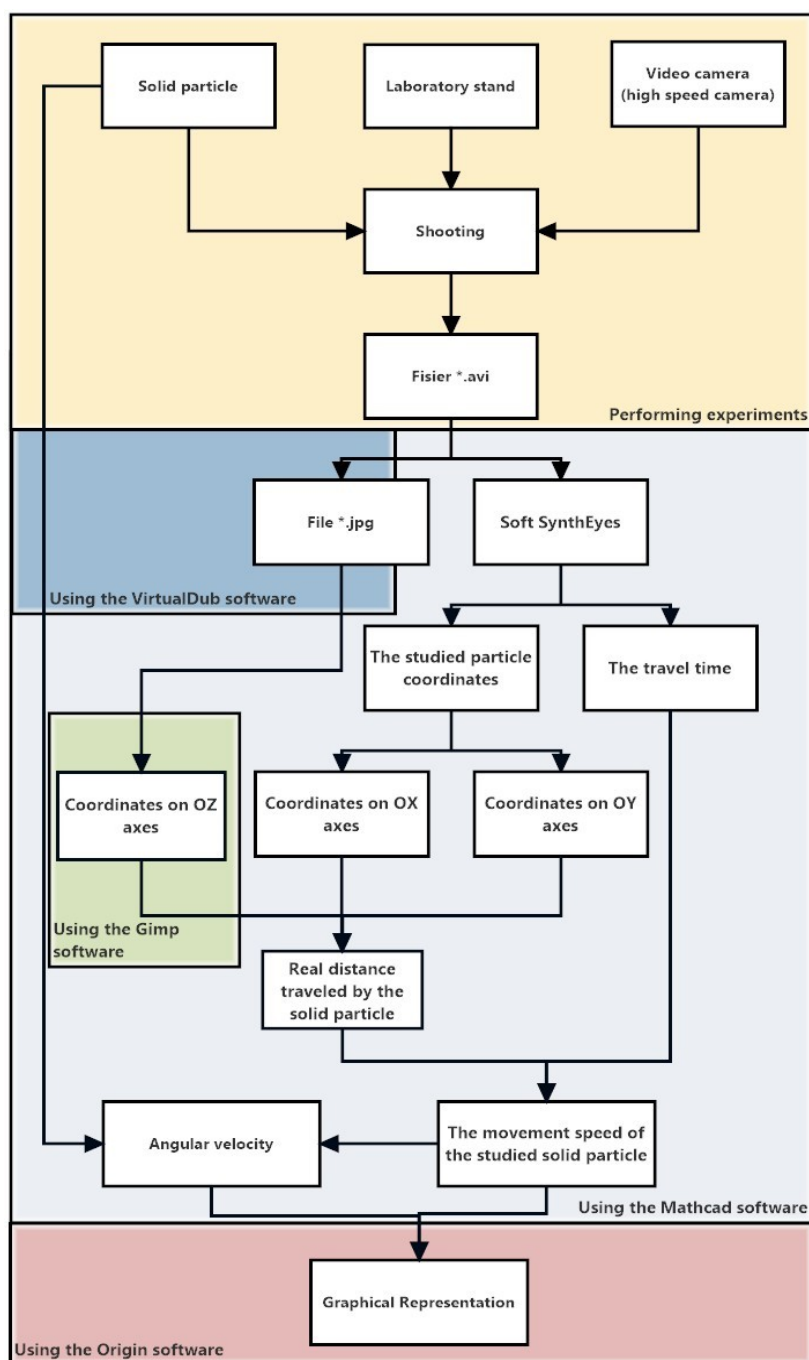 Solid particle
Laboratory stand
Video camera
(high speed camera)
Shooting
Fisier *.avi
Performing experiments
File *.jpg
Soft SynthEyes
Using the VirtualDub software
The studied particle
coordinates
The travel time
Coordinates on OZ
axes
Coordinates on OX
axes
Coordinates on OY
axes
Using the Gimp
software
Real distance
traveled by the
solid particle
Angular velocity
The movement speed of
the studied solid particle
Using the Mathcad software
Graphical Representation
Using the Origin software